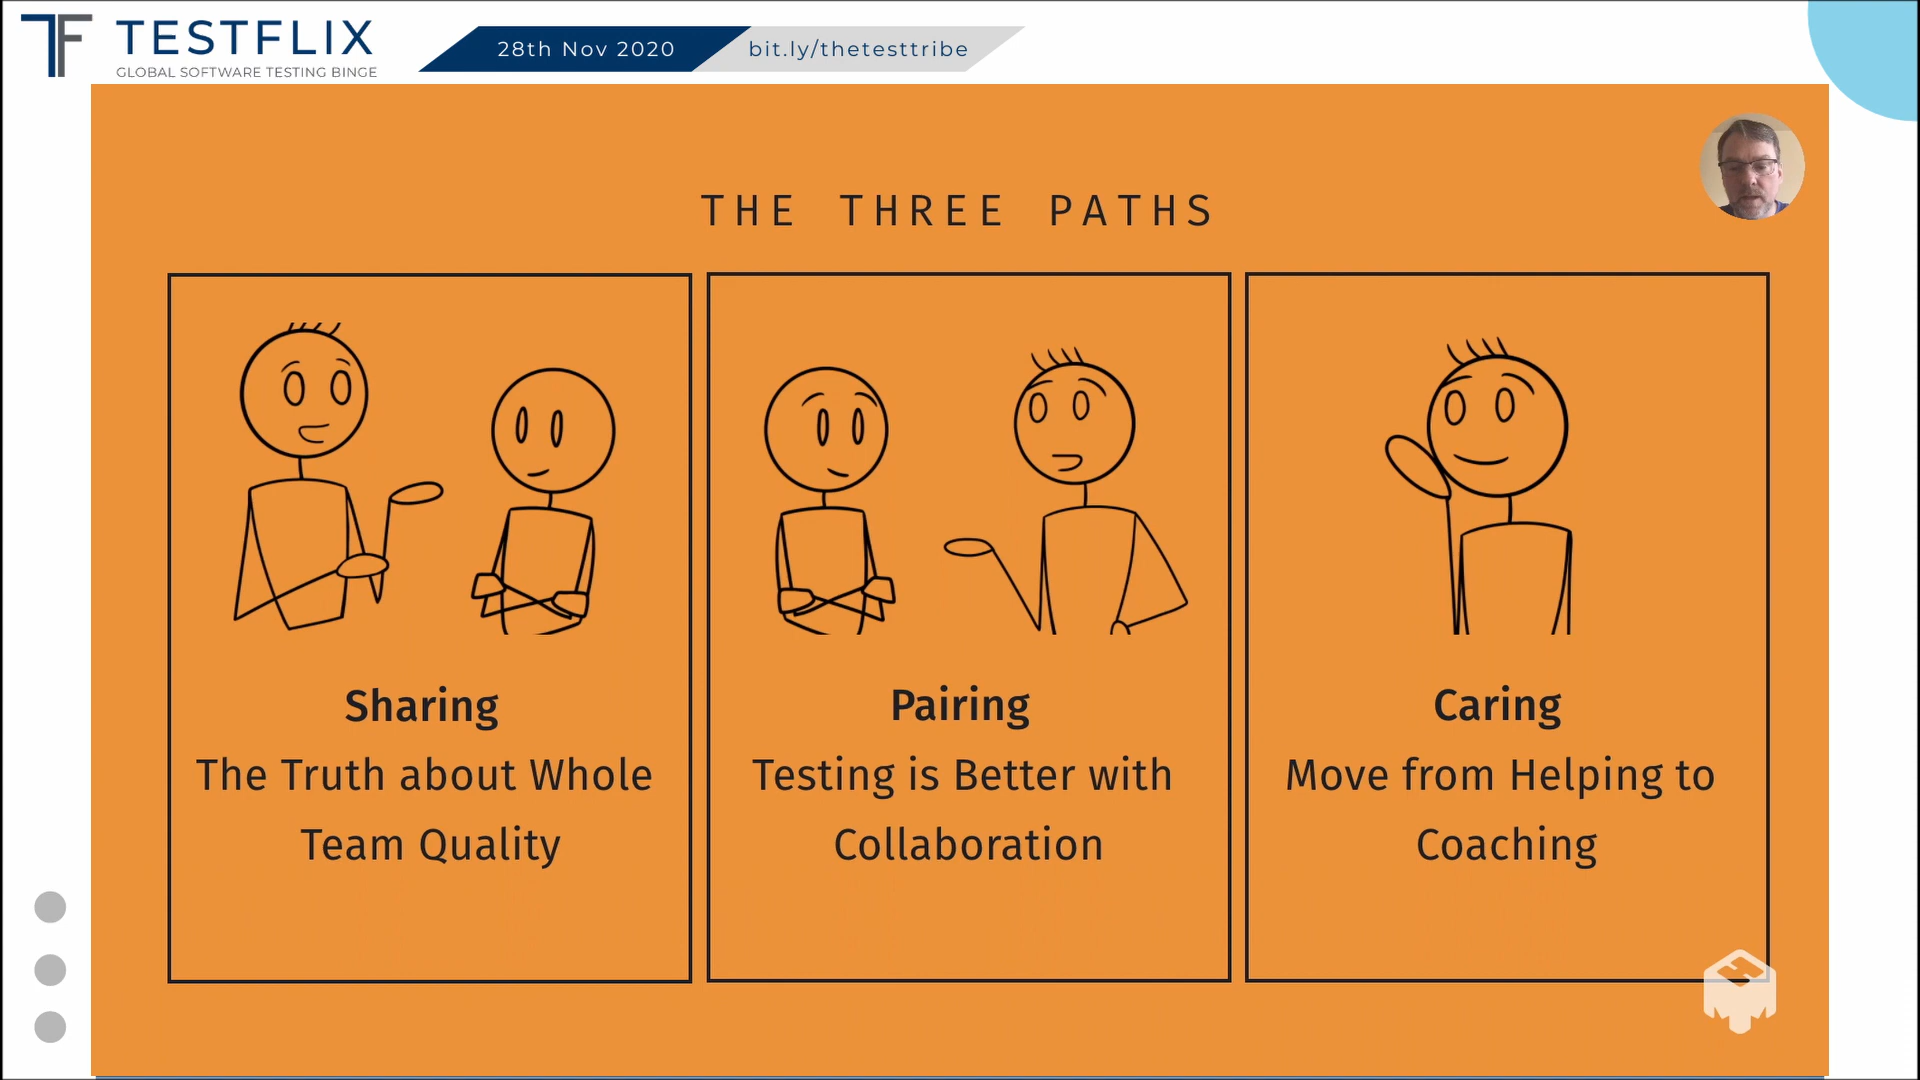 TF TESTFLIX
GLOBAL SOFTWARE TESTING BINGE
28th Nov 2020
bit.ly/thetesttribe
THE THREE PATHS
Sharing
The Truth about Whole
Team Quality
Pairing
Testing is Better with
Collaboration
Caring
Move from Helping to
Coaching